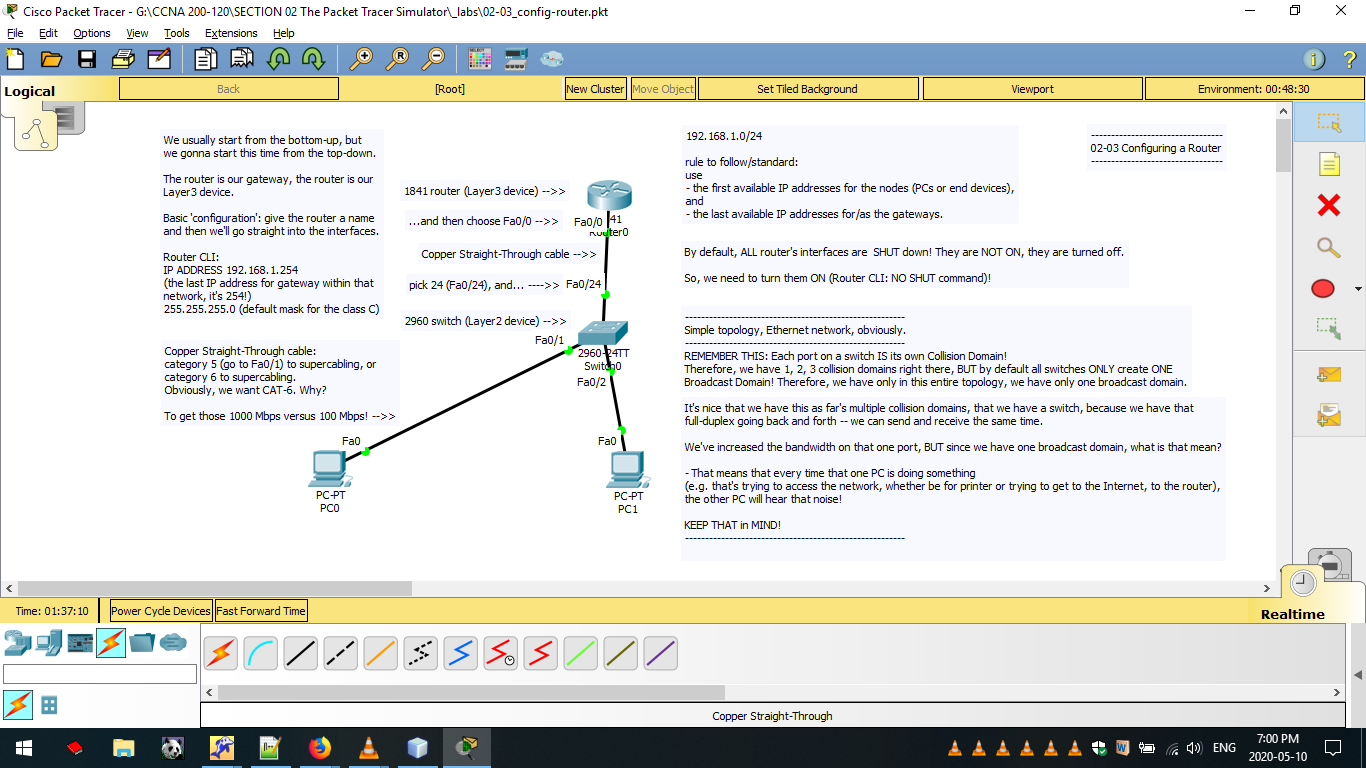 Cisco Packet Tracer - G:\CCNA 200-120\SECTION 02 The Packet Tracer Simulator\_labs\02-03_config-router.pkt
File Edit Options View Tools Extensions Help
Logical
Back
[Root]
New Cluster
Move Object
Set Tiled Background
Viewport
Environment: 00:48:30
We usually start from the bottom-up, but
we gonna start this time from the top-down.
The router is our gateway, the router is our
Layer3 device.
Basic 'configuration': give the router a name
and then we'll go straight into the interfaces.
Router CLI:
IP ADDRESS 192.168.1.254
(the last IP address for gateway within that
network, it's 254!)
255.255.255.0 (default mask for the class C)
Copper Straight-Through cable:
category 5 (go to Fa0/1) to supercabling, or
category 6 to supercabling.
Obviously, we want CAT-6. Why?
To get those 1000 Mbps versus 100 Mbps! -->>
1841 router (Layer3 device) -->>
...and then choose Fa0/0 -->>
Fa0/0
41
Router0
Copper Straight-Through cable -->>
pick 24 (Fa0/24), and... ---->>
Fa0/24
2960 switch (Layer2 device) -->>
Fa0/1
2960-24TT
Switch0
Fa0/2
Fa0
PC-PT
PC0
Fa0
PC-PT
PC1
192.168.1.0/24
rule to follow/standard:
use
- the first available IP addresses for the nodes (PCs or end devices),
and
- the last available IP addresses for/as the gateways.
---------------------------------
02-03 Configuring a Router
---------------------------------
By default, ALL router's interfaces are  SHUT down! They are NOT ON, they are turned off.
So, we need to turn them ON (Router CLI: NO SHUT command)!
-------------------------------------------------------
Simple topology, Ethernet network, obviously.
-------------------------------------------------------
REMEMBER THIS: Each port on a switch IS its own Collision Domain!
Therefore, we have 1, 2, 3 collision domains right there, BUT by default all switches ONLY create ONE
Broadcast Domain! Therefore, we have only in this entire topology, we have only one broadcast domain.
It's nice that we have this as far's multiple collision domains, that we have a switch, because we have that
full-duplex going back and forth -- we can send and receive the same time.
We've increased the bandwidth on that one port, BUT since we have one broadcast domain, what is that mean?
- That means that every time that one PC is doing something
(e.g. that's trying to access the network, whether be for printer or trying to get to the Internet, to the router),
the other PC will hear that noise!
KEEP THAT in MIND!
-------------------------------------------------------
Time: 01:37:10
Power Cycle Devices
Fast Forward Time
Realtime
Copper Straight-Through
ENG
7:00 PM
2020-05-10